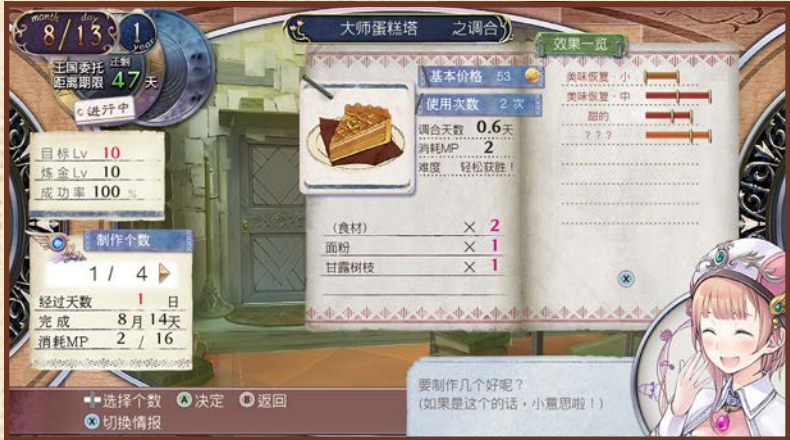 month day
8/13 1 year
王国委托 还剩
距离期限 47 天
进行中
目标Lv 10
炼金Lv 10
成功率 100 %
制作个数
1 / 4
经过天数 1 日
完成 8月14天
消耗MP 2 / 16
大师蛋糕塔 之调合
基本价格 53
使用次数 2 次
调合天数 0.6天
消耗MP 2
难度 轻松获胜!
(食材) × 2
面粉 × 1
甘露树枝 × 1
效果一览
美味恢复·小
美味恢复·中
甜的
???
X
要制作几个好呢?
(如果是这个的话,小意思啦!)
选择个数 A 决定 B 返回
X 切换情报